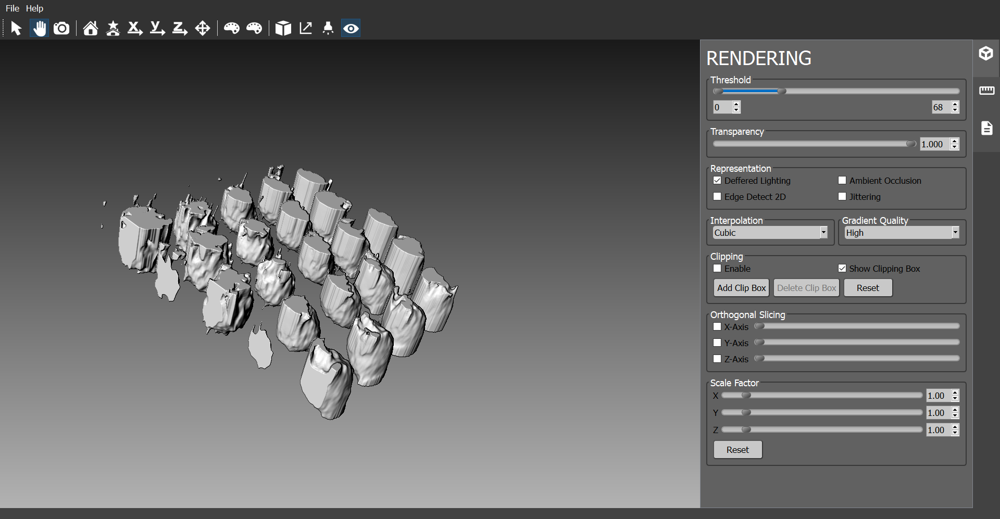 File Help
X y Z
RENDERING
Threshold
0 68
Transparency
1.000
Representation
Deffered Lighting Ambient Occlusion
Edge Detect 2D Jittering
Interpolation Gradient Quality
Cubic High
Clipping
Enable Show Clipping Box
Add Clip Box Delete Clip Box Reset
Orthogonal Slicing
X-Axis
Y-Axis
Z-Axis
Scale Factor
X 1.00
Y 1.00
Z 1.00
Reset